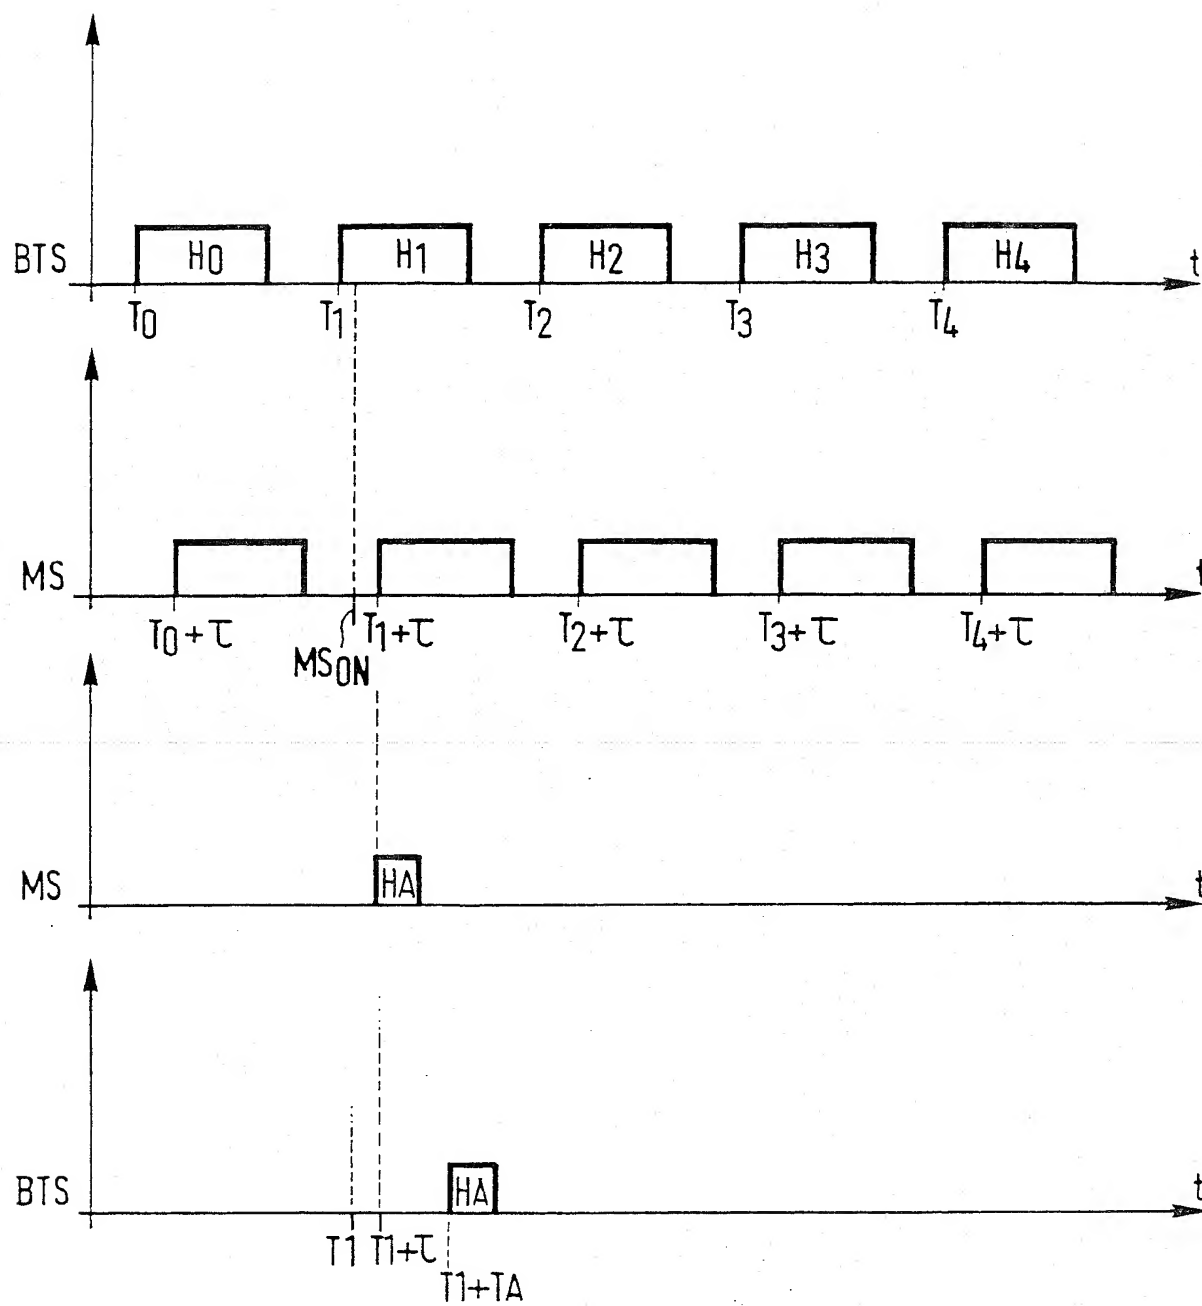 BTS H0 H1 H2 H3 H4 t
T0 T1 T2 T3 T4
MS t
T0+τ T1+τ T2+τ T3+τ T4+τ
MSON
MS HA t
BTS HA t
T1 T1+τ
T1+TA